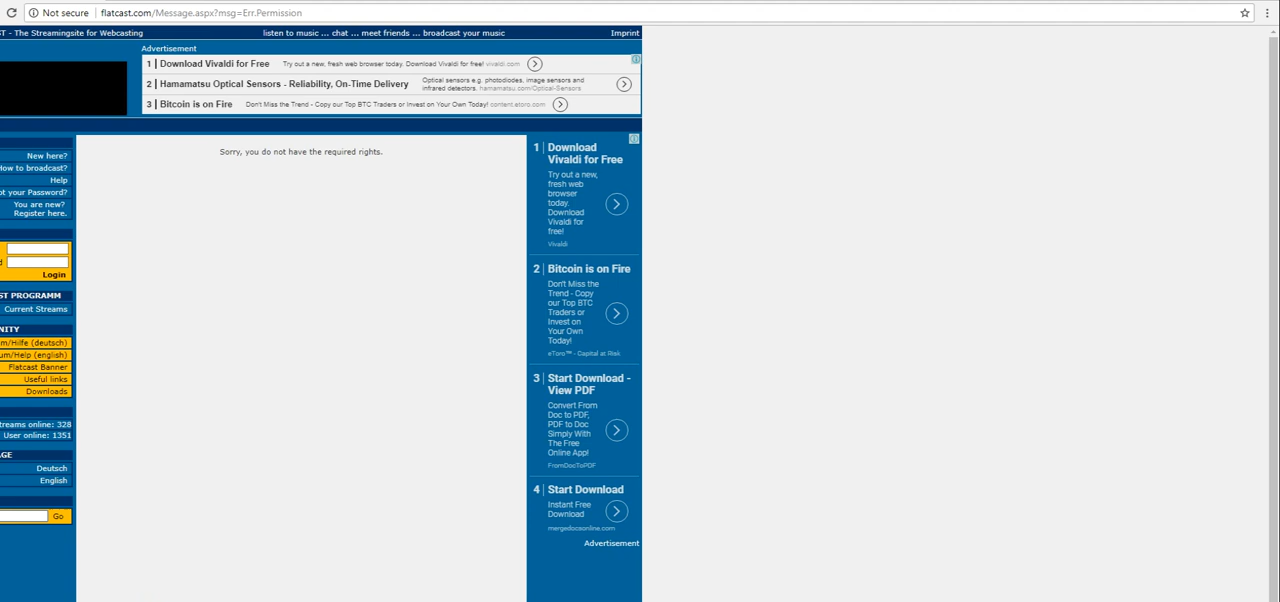 Not secure flatcast.com/Message.aspx?msg=Err.Permission
ST - The Streamingsite for Webcasting listen to music ... chat ... meet friends ... broadcast your music Imprint
Advertisement
1 Download Vivaldi for Free Try out a new, fresh web browser today. Download Vivaldi for free! vivaldi.com
2 Hamamatsu Optical Sensors - Reliability, On-Time Delivery Optical sensors e.g. photodiodes, image sensors and
infrared detectors. hamamatsu.com/Optical-Sensors
3 Bitcoin is on Fire Don't Miss the Trend - Copy our Top BTC Traders or Invest on Your Own Today! content.etoro.com
New here?
How to broadcast?
Help
ot your Password?
You are new?
Register here.
d
Login
ST PROGRAMM
Current Streams
NITY
m/Hilfe (deutsch)
um/Help (english)
Flatcast Banner
Useful links
Downloads
treams online: 328
User online: 1351
AGE
Deutsch
English
Go
Sorry, you do not have the required rights.
1 Download
Vivaldi for Free
Try out a new,
fresh web
browser
today.
Download
Vivaldi for
free!
Vivaldi
2 Bitcoin is on Fire
Don't Miss the
Trend - Copy
our Top BTC
Traders or
Invest on
Your Own
Today!
eToro™ - Capital at Risk
3 Start Download -
View PDF
Convert From
Doc to PDF,
PDF to Doc
Simply With
The Free
Online App!
FromDocToPDF
4 Start Download
Instant Free
Download
mergedocsonline.com
Advertisement